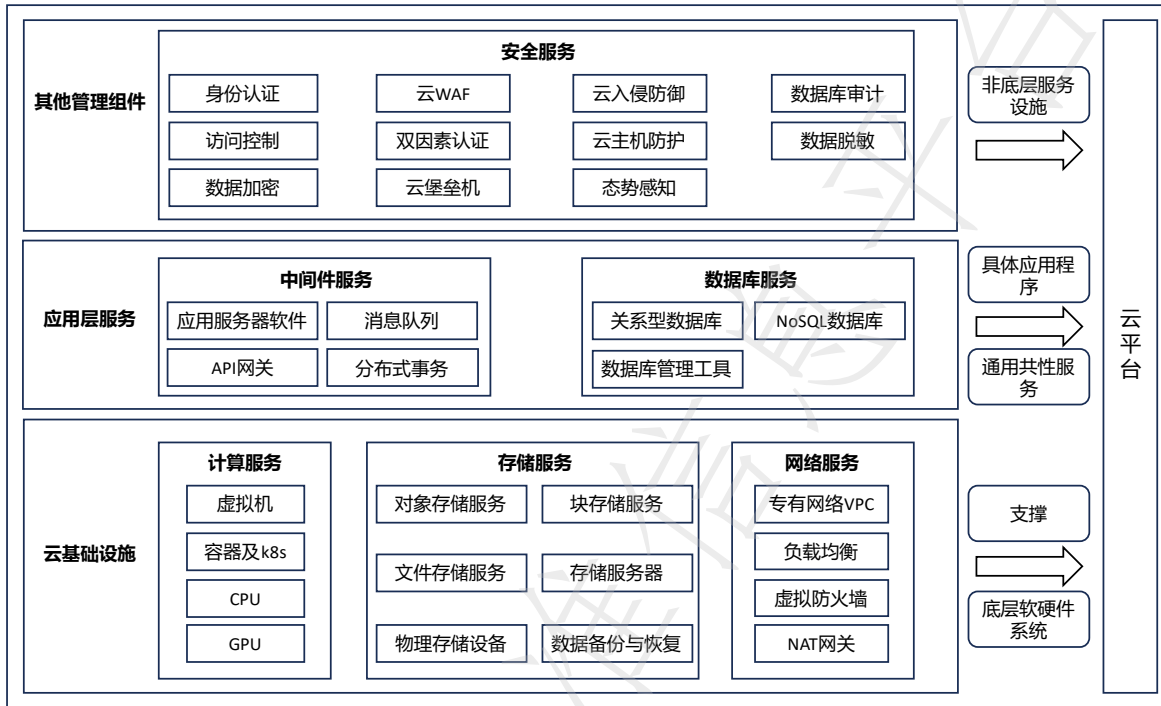 其他管理组件
安全服务
身份认证
云WAF
云入侵防御
数据库审计
访问控制
双因素认证
云主机防护
数据脱敏
数据加密
云堡垒机
态势感知
非底层服务
设施
应用层服务
中间件服务
应用服务器软件
消息队列
API网关
分布式事务
数据库服务
关系型数据库
NoSQL数据库
数据库管理工具
具体应用程
序
通用共性服
务
云基础设施
计算服务
虚拟机
容器及k8s
CPU
GPU
存储服务
对象存储服务
块存储服务
文件存储服务
存储服务器
物理存储设备
数据备份与恢复
网络服务
专有网络VPC
负载均衡
虚拟防火墙
NAT网关
支撑
底层软硬件
系统
云平台